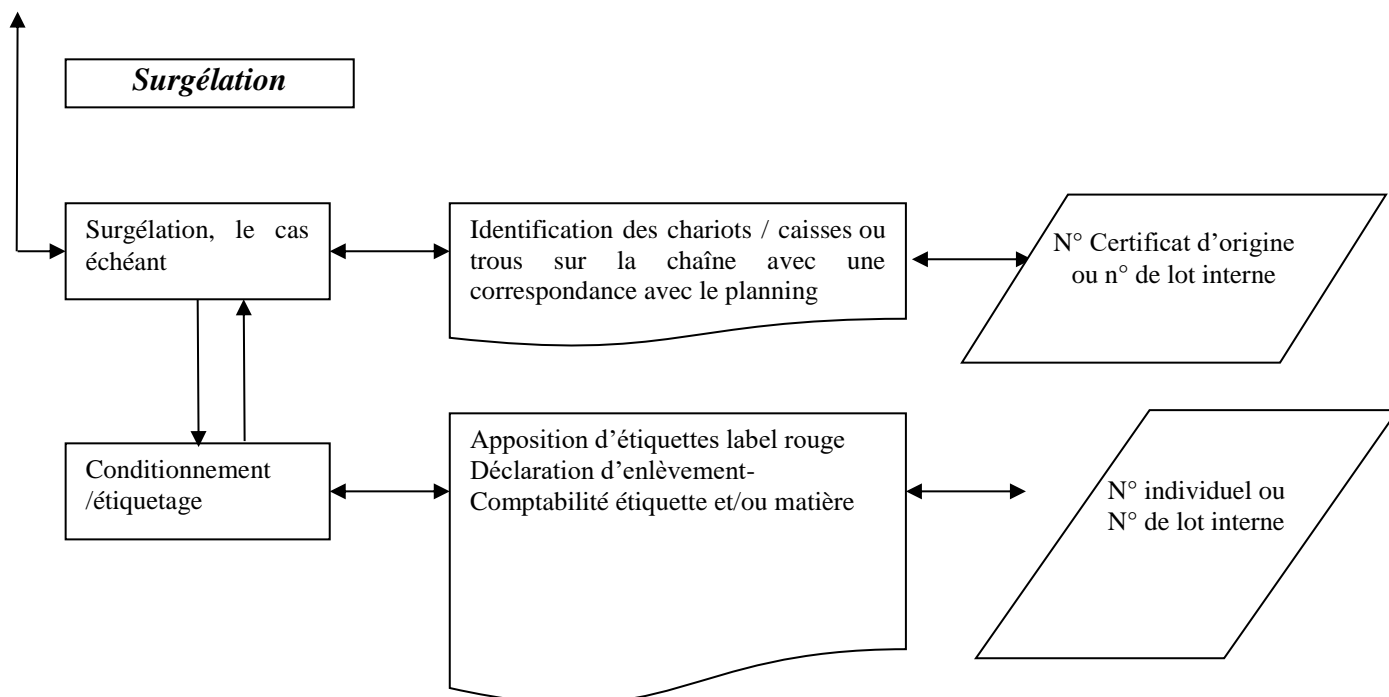 Surgélation
Surgélation, le cas
échéant
Identification des chariots / caisses ou
trous sur la chaîne avec une
correspondance avec le planning
N° Certificat d'origine
ou n° de lot interne
Conditionnement
/étiquetage
Apposition d'étiquettes label rouge
Déclaration d'enlèvement-
Comptabilité étiquette et/ou matière
N° individuel ou
N° de lot interne